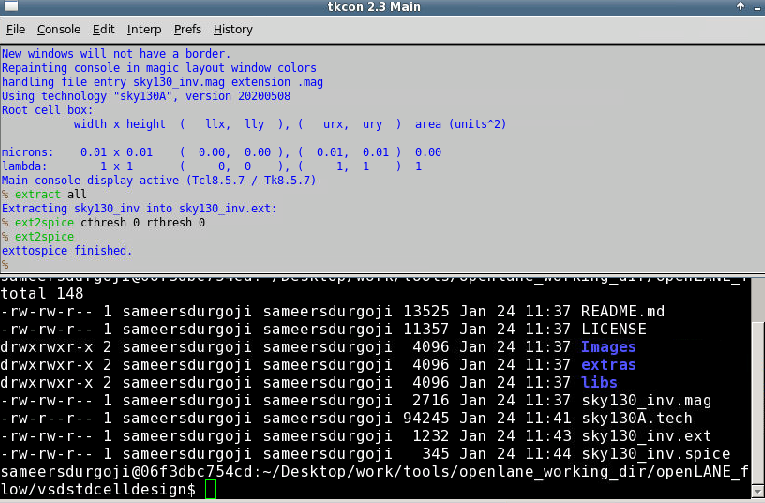 tkcon 2.3 Main
File Console Edit Interp Prefs History
New windows will not have a border.
Repainting console in magic layout window colors
handling file entry sky130_inv.mag extension .mag
Using technology "sky130A", version 20200508
Root cell box:
width x height ( llx, lly ), ( urx, ury ) area (units^2)
microns: 0.01 x 0.01 ( 0.00, 0.00 ), ( 0.01, 0.01 ) 0.00
lambda: 1 x 1 ( 0, 0 ), ( 1, 1 ) 1
Main console display active (Tcl8.5.7 / Tk8.5.7)
% extract all
Extracting sky130_inv into sky130_inv.ext:
% ext2spice cthresh 0 rthresh 0
% ext2spice
exttospice finished.
%
sameersdurgoji@06f3dbc754cd:~/Desktop/work/tools/openlane_working_dir/openLANE_f
total 148
-rw-rw-r-- 1 sameersdurgoji sameersdurgoji 13525 Jan 24 11:37 README.md
-rw-rw-r-- 1 sameersdurgoji sameersdurgoji 11357 Jan 24 11:37 LICENSE
drwxrwxr-x 2 sameersdurgoji sameersdurgoji 4096 Jan 24 11:37 Images
drwxrwxr-x 2 sameersdurgoji sameersdurgoji 4096 Jan 24 11:37 extras
drwxrwxr-x 2 sameersdurgoji sameersdurgoji 4096 Jan 24 11:37 libs
-rw-rw-r-- 1 sameersdurgoji sameersdurgoji 2716 Jan 24 11:37 sky130_inv.mag
-rw-r--r-- 1 sameersdurgoji sameersdurgoji 94245 Jan 24 11:41 sky130A.tech
-rw-rw-r-- 1 sameersdurgoji sameersdurgoji 1232 Jan 24 11:43 sky130_inv.ext
-rw-rw-r-- 1 sameersdurgoji sameersdurgoji 345 Jan 24 11:44 sky130_inv.spice
sameersdurgoji@06f3dbc754cd:~/Desktop/work/tools/openlane_working_dir/openLANE_f
low/vsdstdcelldesign$